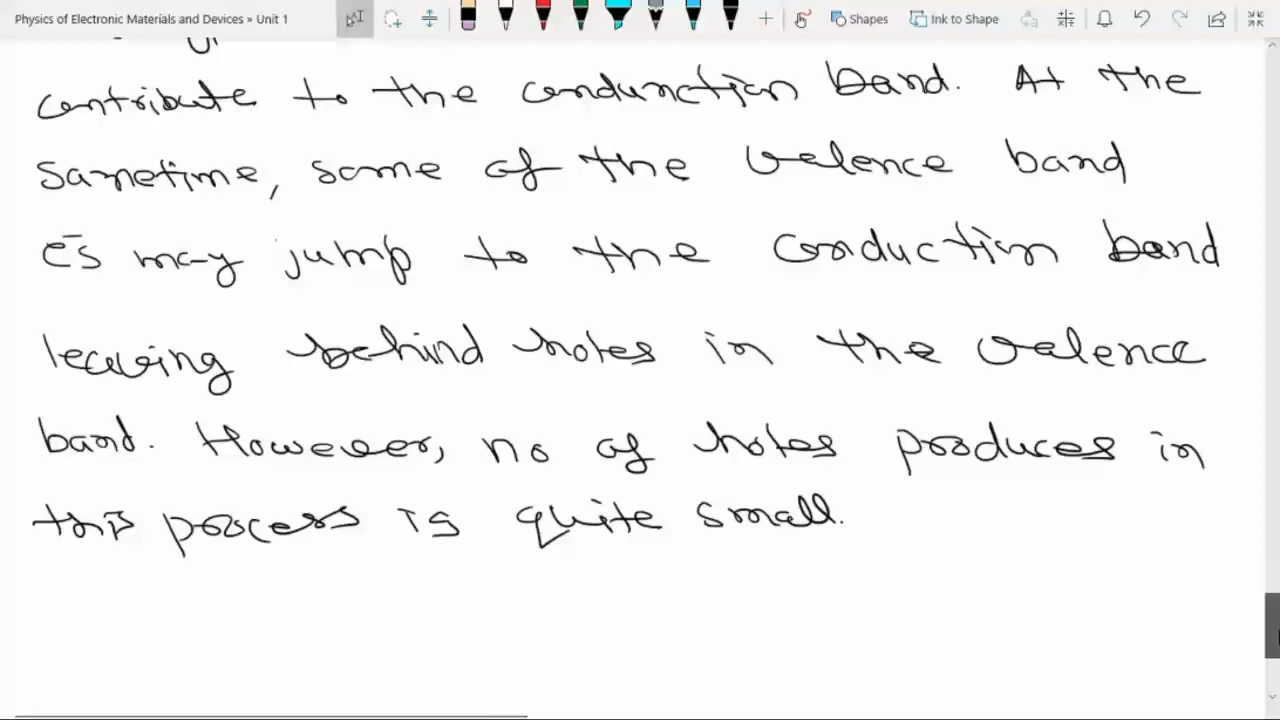 Physics of Electronic Materials and Devices » Unit 1
Shapes
Ink to Shape
contribute to the condunction band. At the
sametime, some of the valence band
e⁻s may jump to the conduction band
leaving behind holes in the valence
band. However, no of holes produces in
this process is quite small.